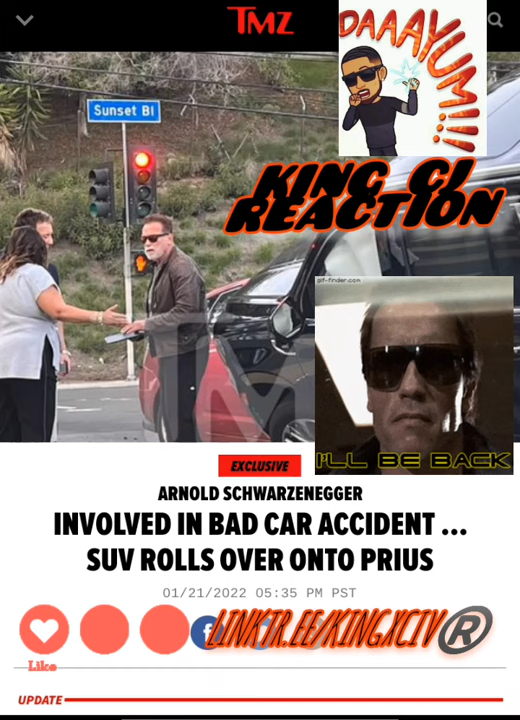 TMZ
DAAAYUM!!!
Sunset Bl
KING CJ
REACTION
gif-finder.com
I'LL BE BACK
EXCLUSIVE
ARNOLD SCHWARZENEGGER
INVOLVED IN BAD CAR ACCIDENT ...
SUV ROLLS OVER ONTO PRIUS
01/21/2022 05:35 PM PST
f
LINKTR.EE/KINGXCIV®
Like
UPDATE